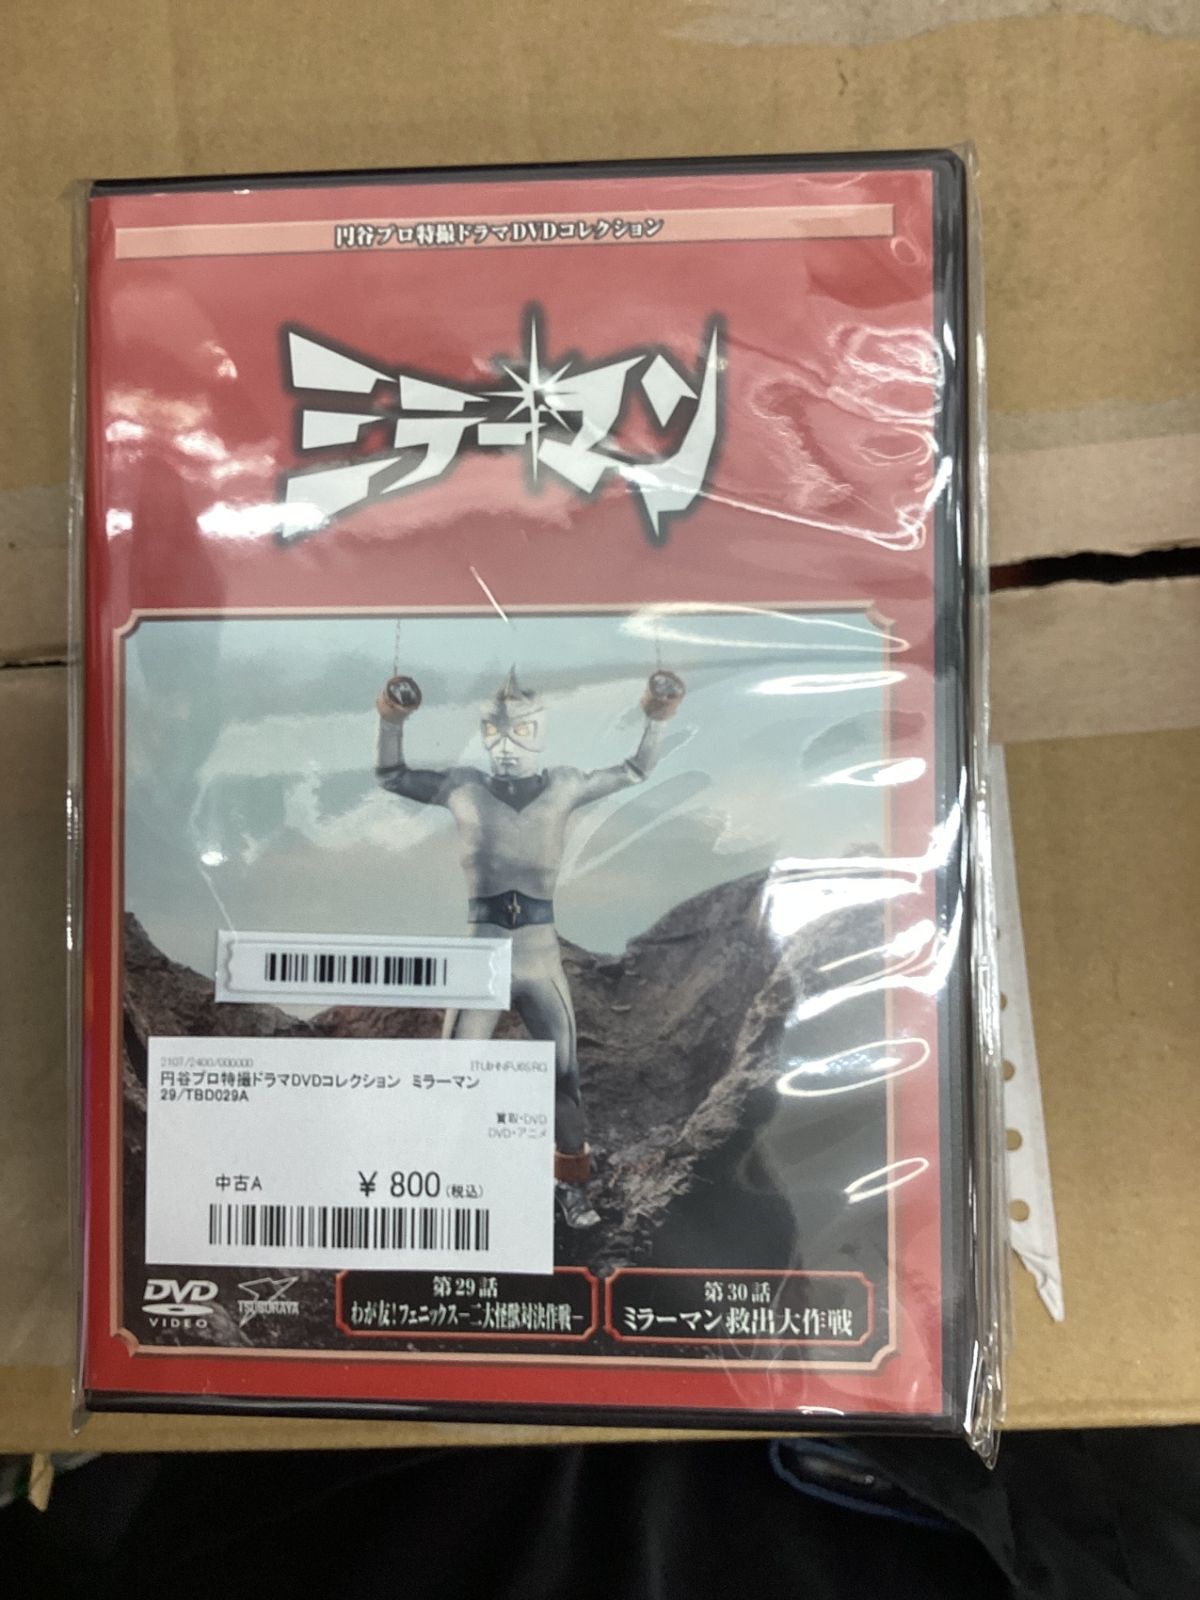 円谷プロ特撮ドラマDVDコレクション
ミラーマン
2107/2400/000000
円谷プロ特撮ドラマDVDコレクション ミラーマン
29/TBD029A
買取・DVD
DVD・アニメ
中古A ¥ 800(税込)
DVD
VIDEO
TSUBURAYA
第29話
わが友!フェニックス―二大怪獣対決作戦―
第30話
ミラーマン救出大作戦